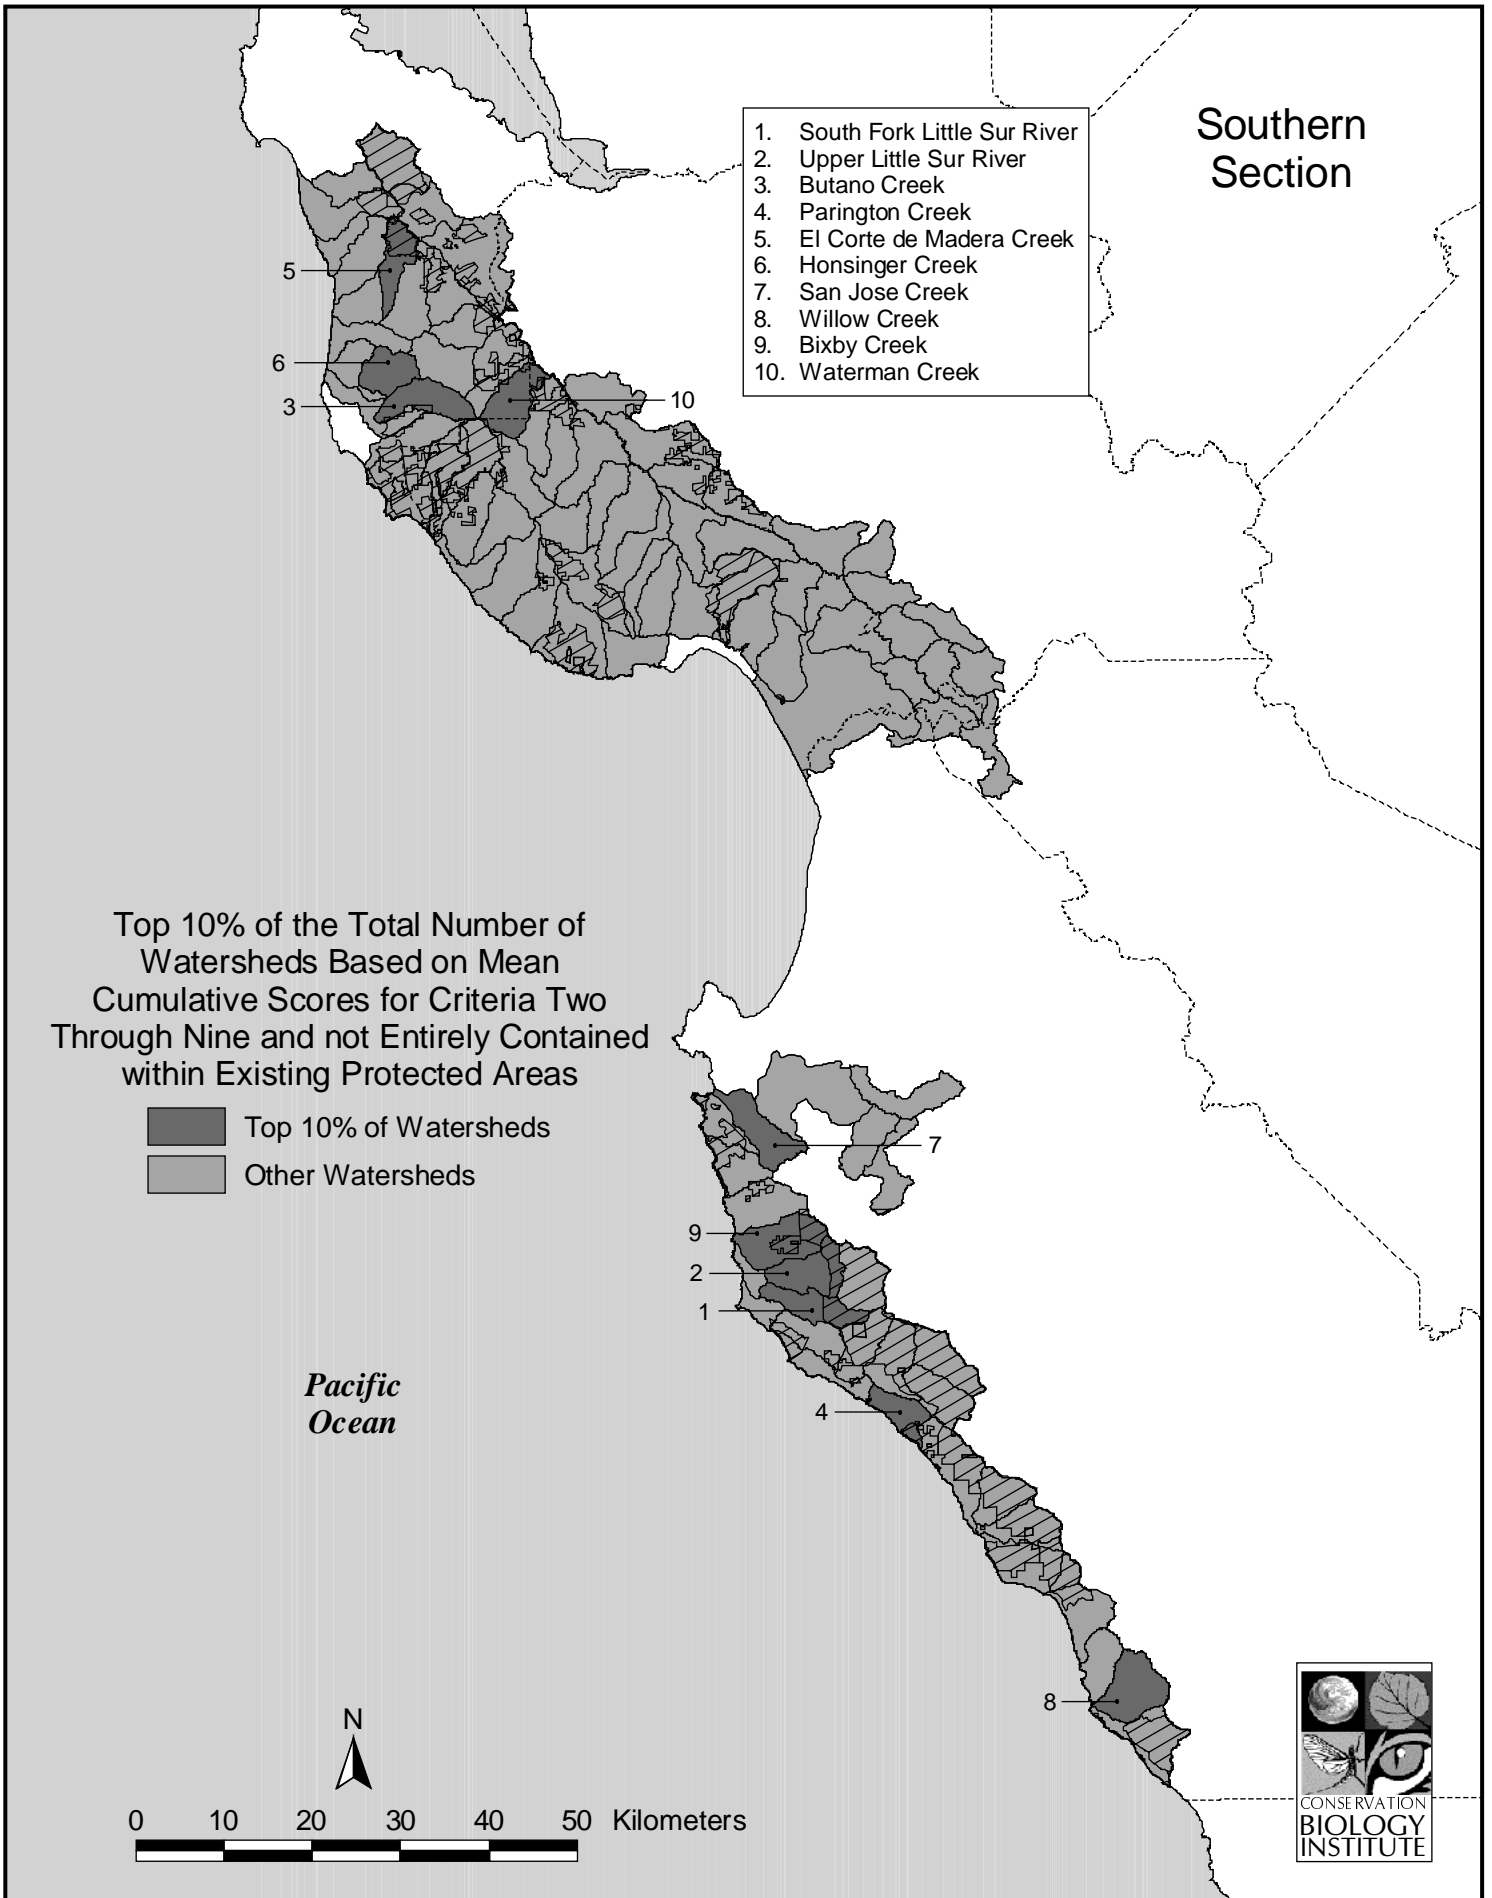 Southern
Section
1. South Fork Little Sur River
2. Upper Little Sur River
3. Butano Creek
4. Parington Creek
5. El Corte de Madera Creek
6. Honsinger Creek
7. San Jose Creek
8. Willow Creek
9. Bixby Creek
10. Waterman Creek
5
6
3
10
Top 10% of the Total Number of
Watersheds Based on Mean
Cumulative Scores for Criteria Two
Through Nine and not Entirely Contained
within Existing Protected Areas
Top 10% of Watersheds
Other Watersheds
7
9
2
1
4
Pacific
Ocean
8
N
0 10 20 30 40 50 Kilometers
CONSERVATION
BIOLOGY
INSTITUTE